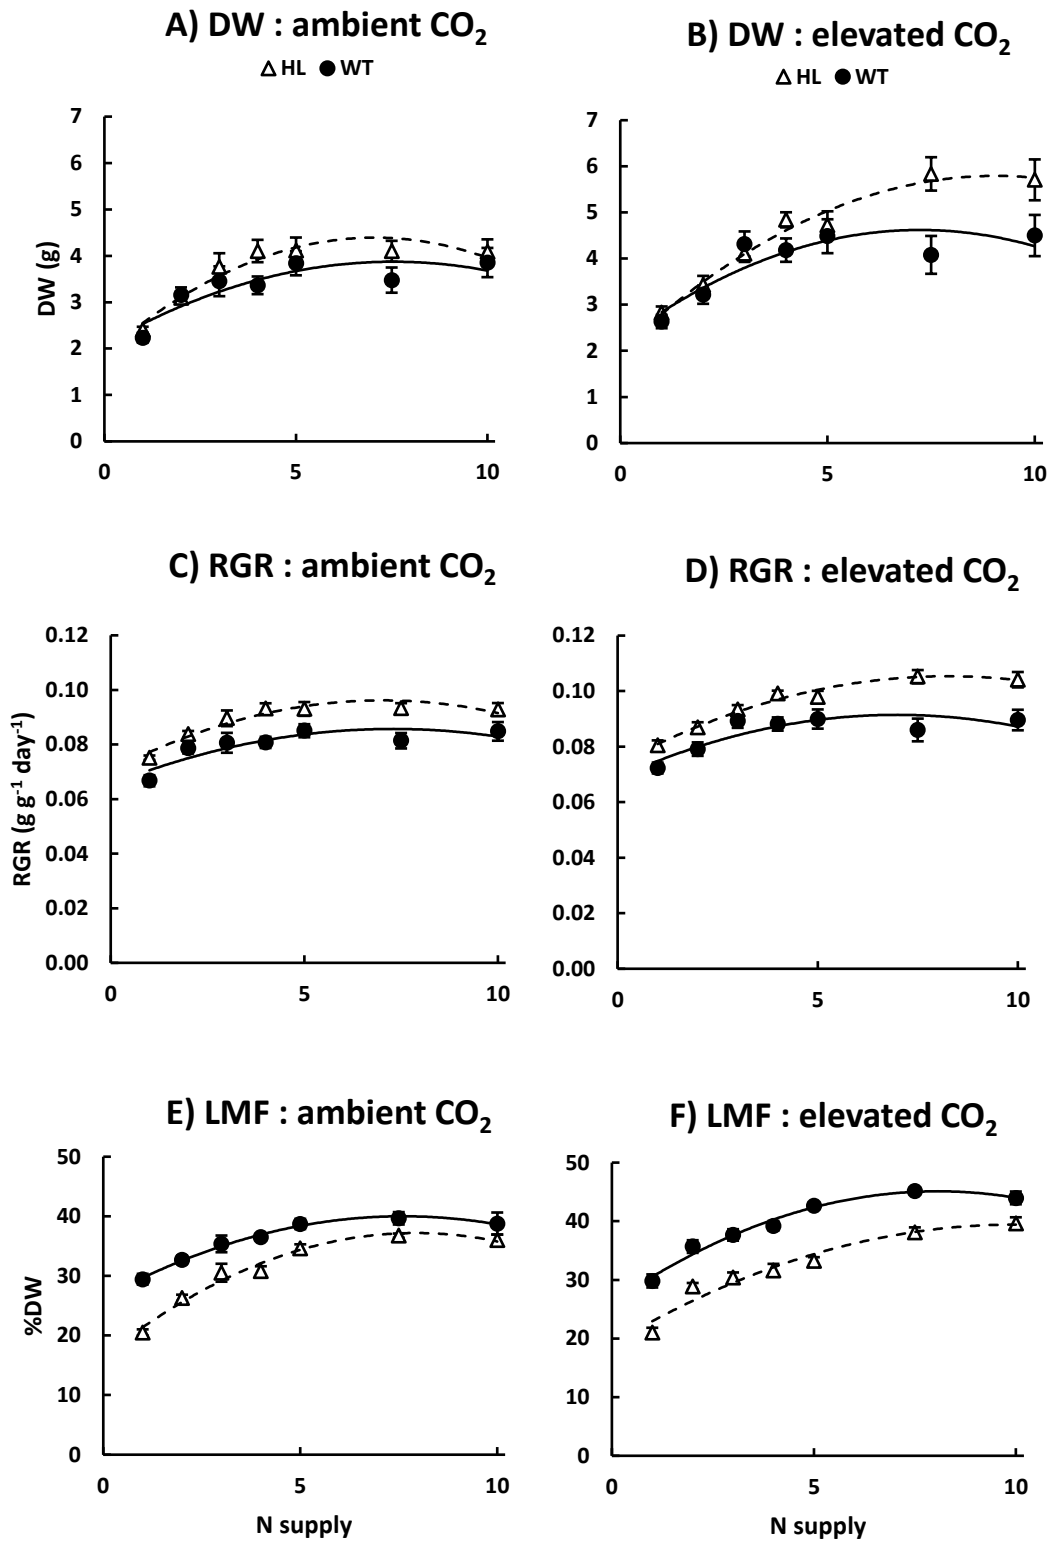 A) DW : ambient CO₂
HL WT
7
6
5
4
3
2
1
0
DW (g)
0 5 10
B) DW : elevated CO₂
HL WT
7
6
5
4
3
2
1
0
0 5 10
C) RGR : ambient CO₂
0.12
0.10
0.08
0.06
0.04
0.02
0.00
RGR (g g⁻¹ day⁻¹)
0 5 10
D) RGR : elevated CO₂
0.12
0.10
0.08
0.06
0.04
0.02
0.00
0 5 10
E) LMF : ambient CO₂
50
40
30
20
10
0
%DW
0 5 10
N supply
F) LMF : elevated CO₂
50
40
30
20
10
0
0 5 10
N supply